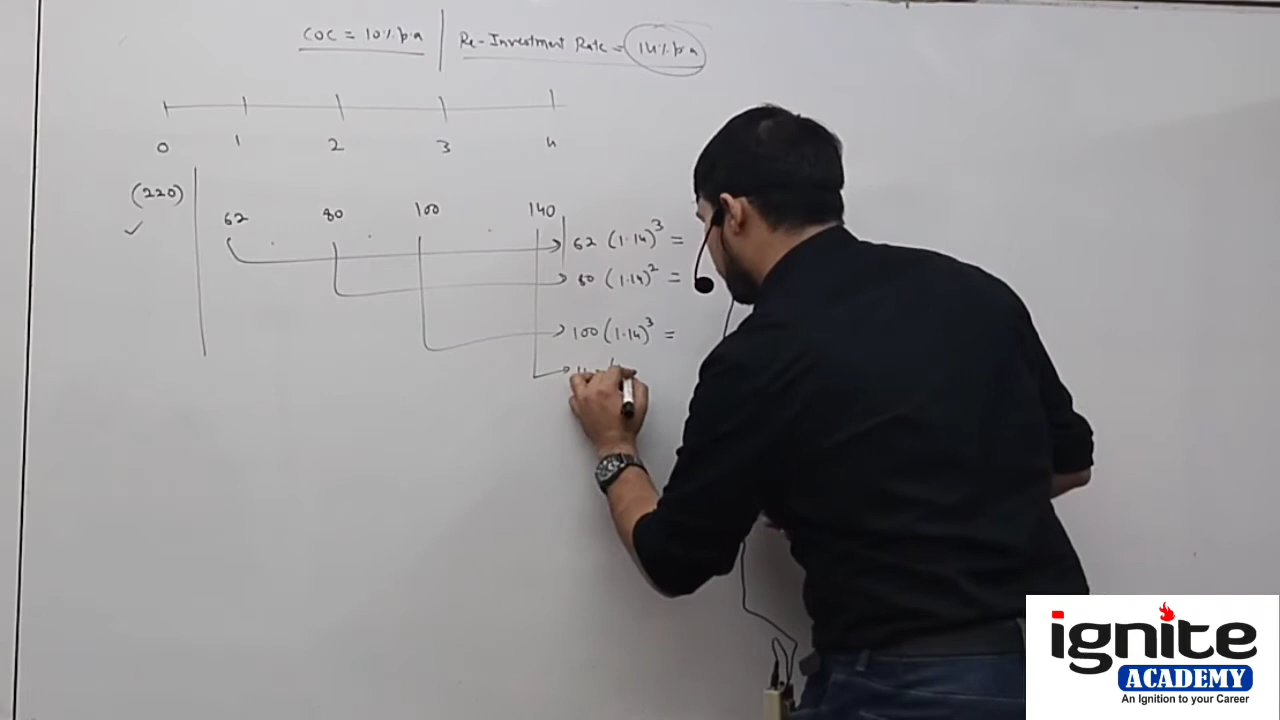 COC = 10% p.a | Re-Investment Rate = 14% p.a
0 1 2 3 4
(220)
62 80 100 140
62 (1.14)^3 =
80 (1.14)^2 =
100 (1.14)^3 =
ignite
ACADEMY
An Ignition to your Career